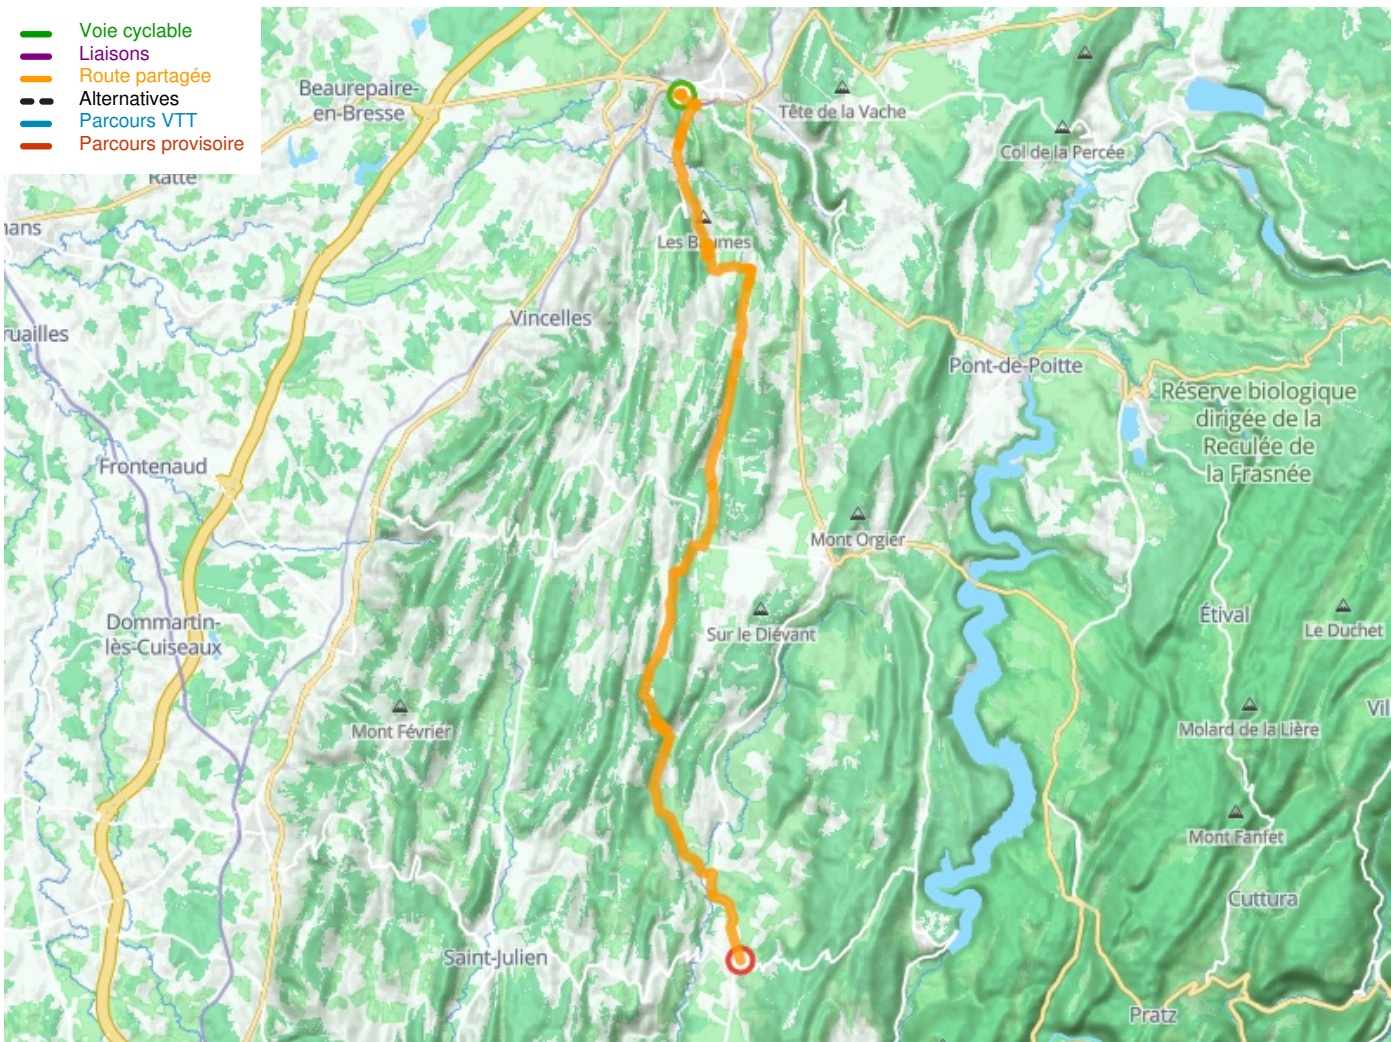 Voie cyclable
Liaisons
Route partagée
Alternatives
Parcours VTT
Parcours provisoire
Beaurepaire-
en-Bresse
Tête de la Vache
Col de la Percée
Ratte
Les Baumes
Vincelles
Pont-de-Poitte
Réserve biologique
dirigée de la
Reculée de
la Frasnée
Frontenaud
Mont Orgier
Dommartin-
lès-Cuiseaux
Sur le Diévant
Étival
Le Duchet
Mont Février
Molard de la Lière
Mont Fanfet
Cuttura
Saint-Julien
Pratz